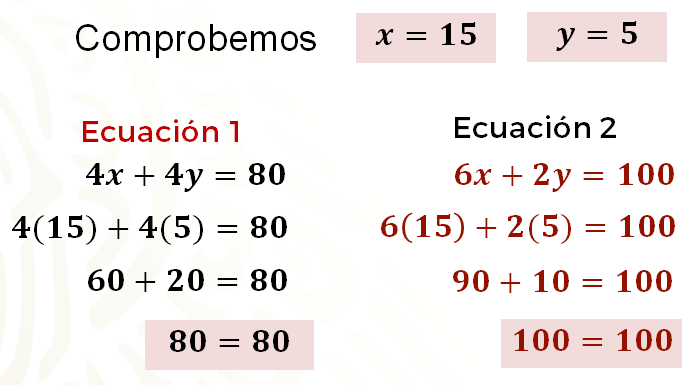 Comprobemos x = 15 y = 5
Ecuación 1
4x + 4y = 80
4(15) + 4(5) = 80
60 + 20 = 80
80 = 80
Ecuación 2
6x + 2y = 100
6(15) + 2(5) = 100
90 + 10 = 100
100 = 100